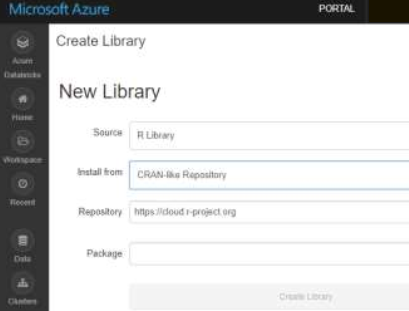 Microsoft Azure PORTAL
Create Library
Azure Databricks
New Library
Home
Source R Library
Workspace
Install from CRAN-like Repository
Recent
Repository https://cloud.r-project.org
Data
Package
Clusters
Create Library